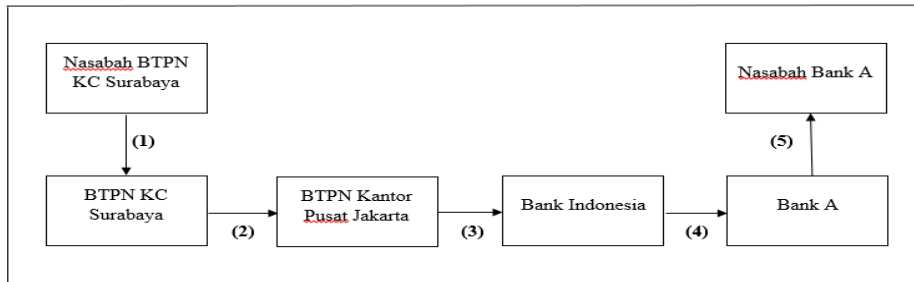 Nasabah BTPN
KC Surabaya
Nasabah Bank A
(1)
(5)
BTPN KC
Surabaya
BTPN Kantor
Pusat Jakarta
Bank Indonesia
Bank A
(2)
(3)
(4)